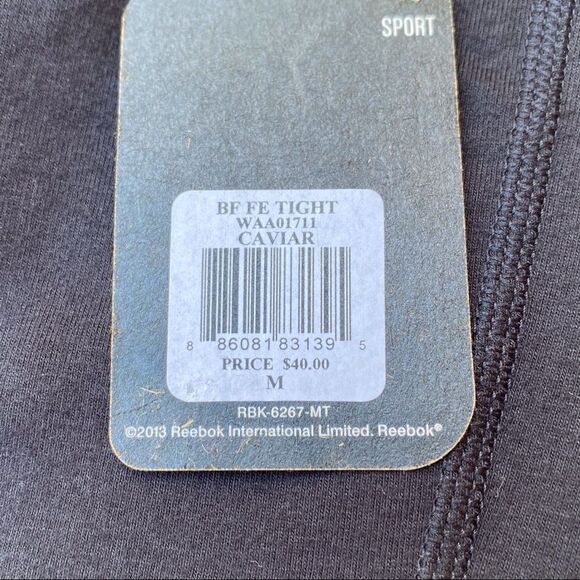 SPORT
BF FE TIGHT
WAA01711
CAVIAR
8 86081 83139 5
PRICE $40.00
M
RBK-6267-MT
©2013 Reebok International Limited. Reebok®